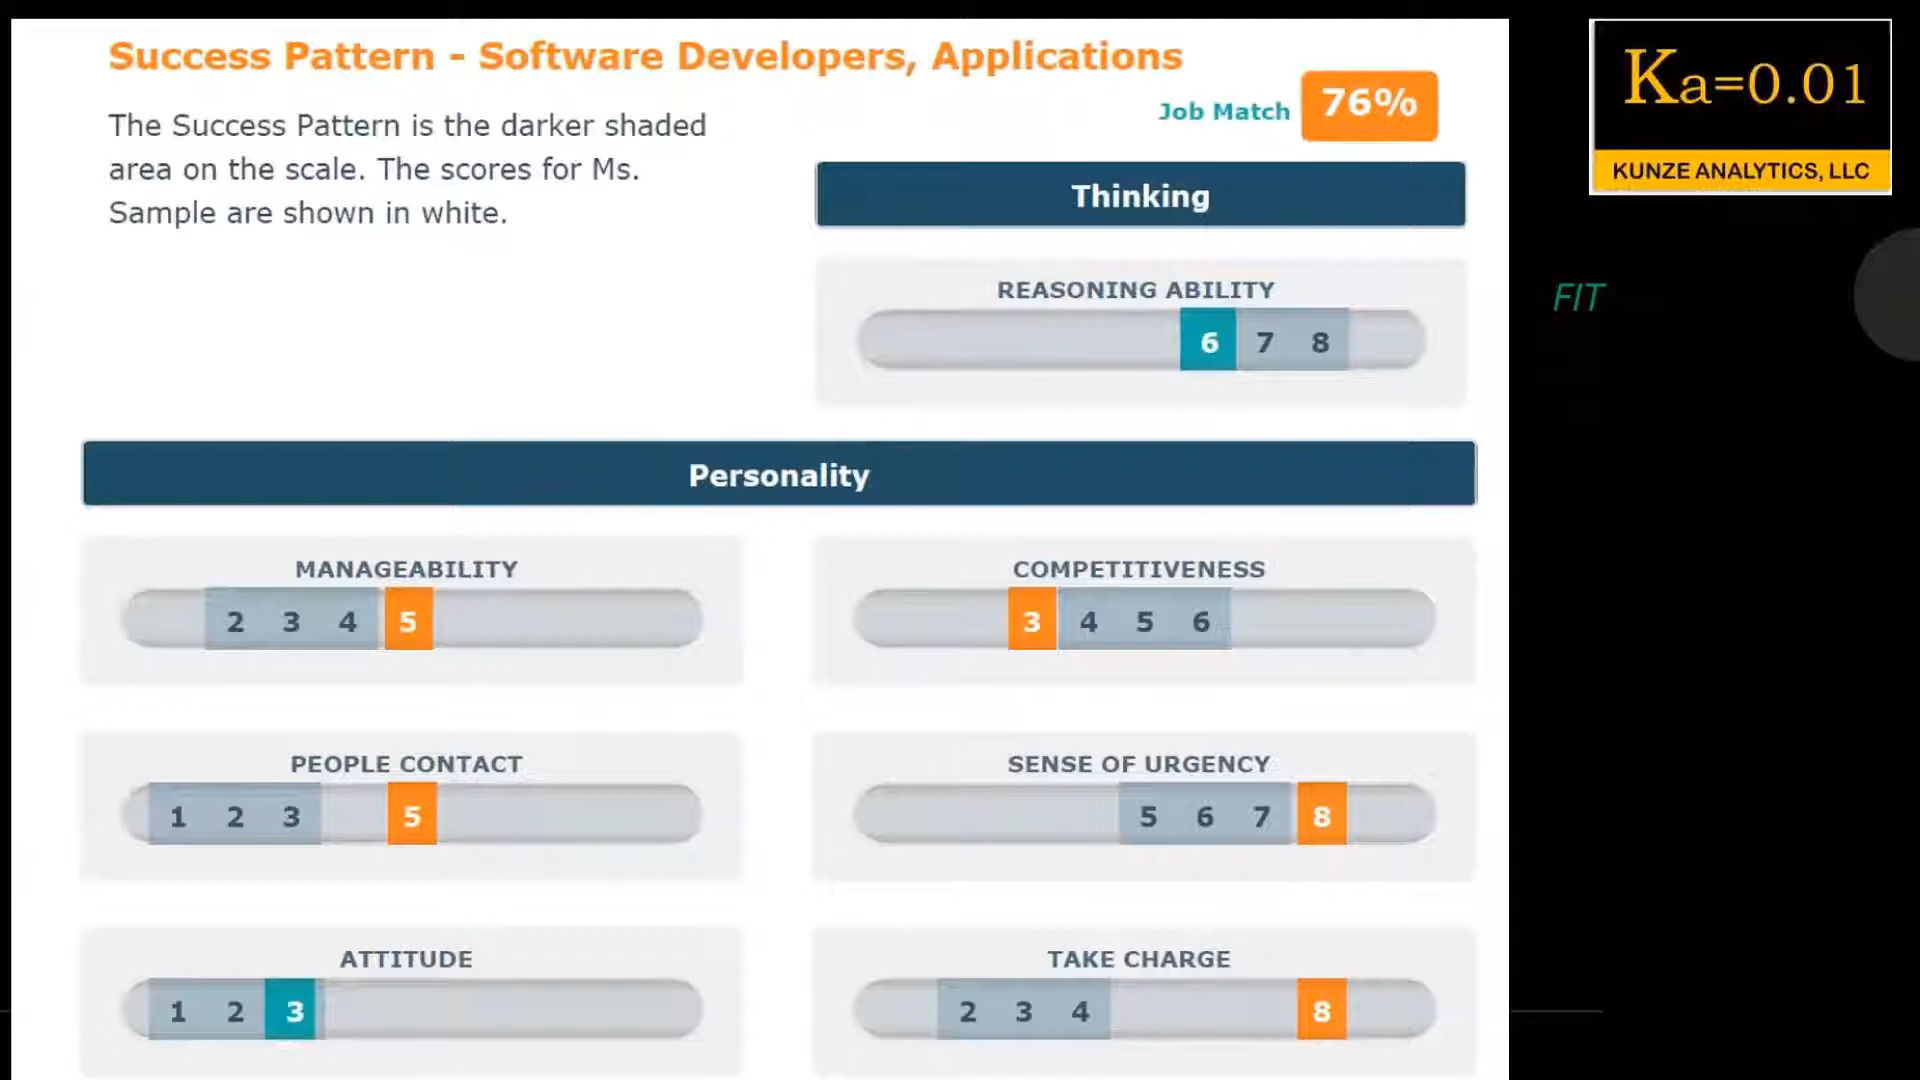 Success Pattern - Software Developers, Applications
The Success Pattern is the darker shaded
area on the scale. The scores for Ms.
Sample are shown in white.
Job Match 76%
Thinking
REASONING ABILITY
6 7 8
Personality
MANAGEABILITY
2 3 4 5
COMPETITIVENESS
3 4 5 6
PEOPLE CONTACT
1 2 3 5
SENSE OF URGENCY
5 6 7 8
ATTITUDE
1 2 3
TAKE CHARGE
2 3 4 8
Ka=0.01
KUNZE ANALYTICS, LLC
FIT